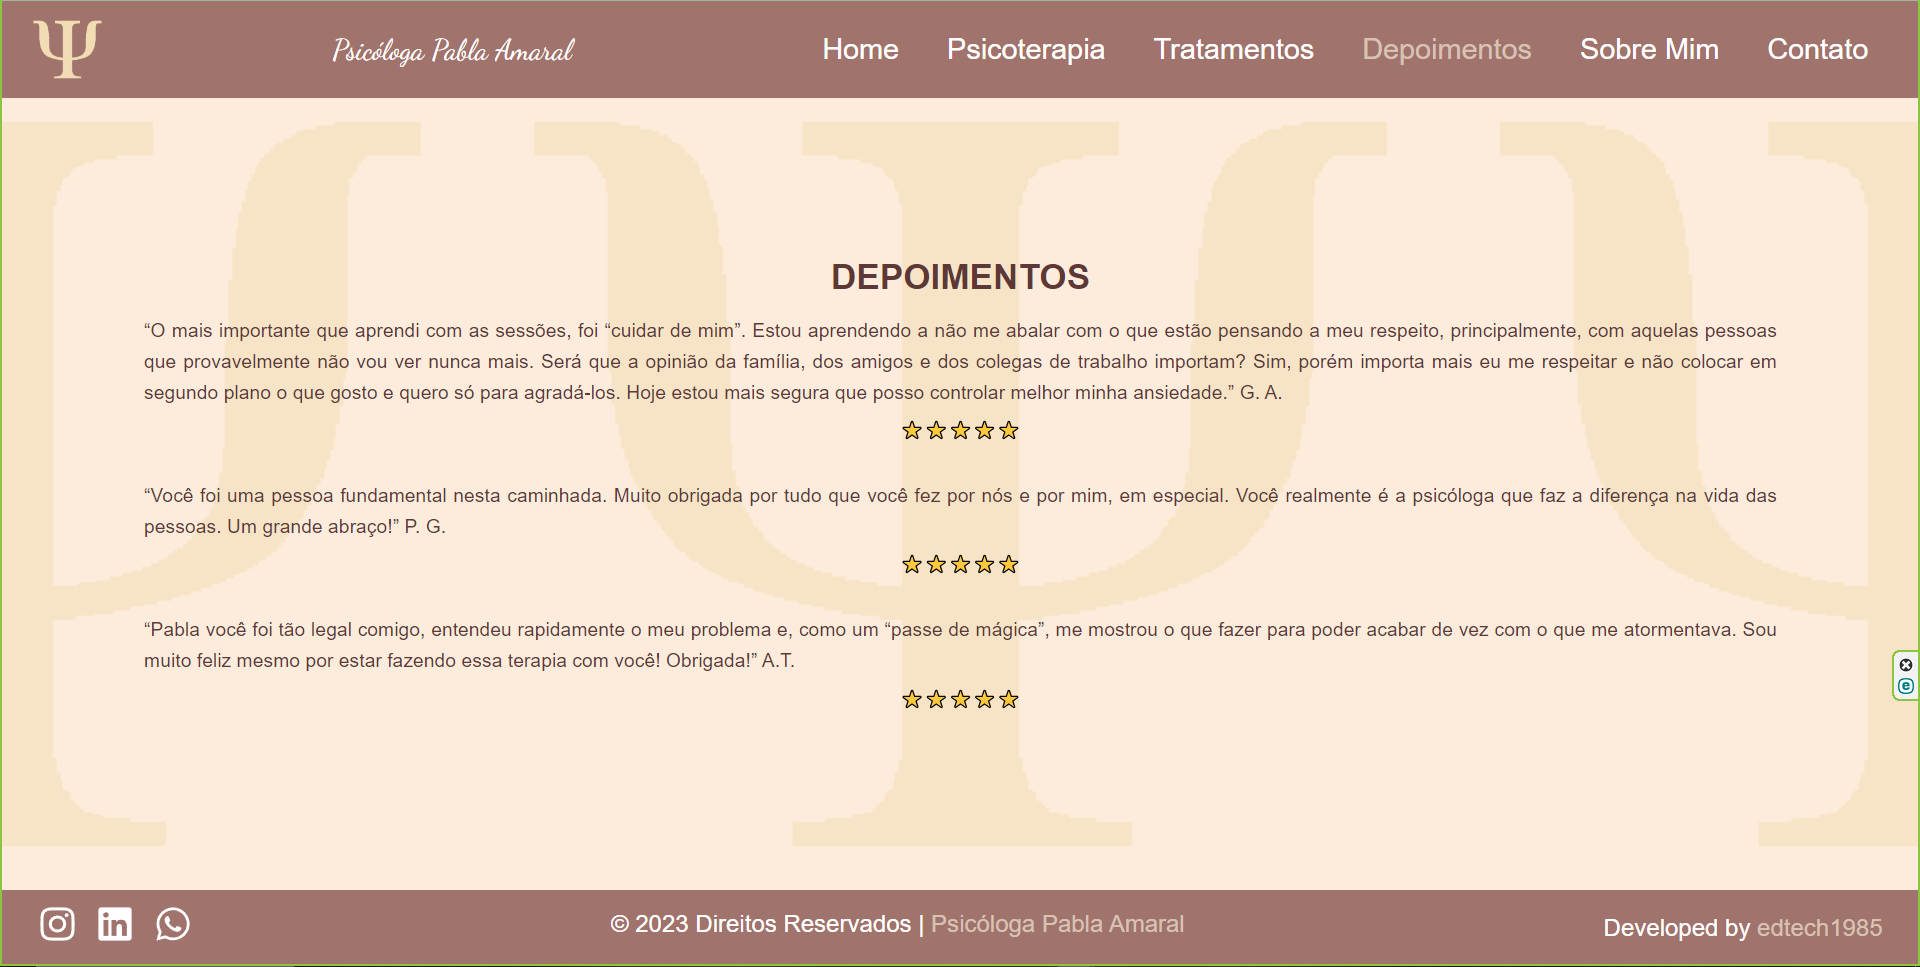 Ψ
Psicóloga Pabla Amaral
Home Psicoterapia Tratamentos Depoimentos Sobre Mim Contato
DEPOIMENTOS
“O mais importante que aprendi com as sessões, foi “cuidar de mim”. Estou aprendendo a não me abalar com o que estão pensando a meu respeito, principalmente, com aquelas pessoas
que provavelmente não vou ver nunca mais. Será que a opinião da família, dos amigos e dos colegas de trabalho importam? Sim, porém importa mais eu me respeitar e não colocar em
segundo plano o que gosto e quero só para agradá-los. Hoje estou mais segura que posso controlar melhor minha ansiedade.” G. A.
“Você foi uma pessoa fundamental nesta caminhada. Muito obrigada por tudo que você fez por nós e por mim, em especial. Você realmente é a psicóloga que faz a diferença na vida das
pessoas. Um grande abraço!” P. G.
“Pabla você foi tão legal comigo, entendeu rapidamente o meu problema e, como um “passe de mágica”, me mostrou o que fazer para poder acabar de vez com o que me atormentava. Sou
muito feliz mesmo por estar fazendo essa terapia com você! Obrigada!” A.T.
© 2023 Direitos Reservados | Psicóloga Pabla Amaral
Developed by edtech1985